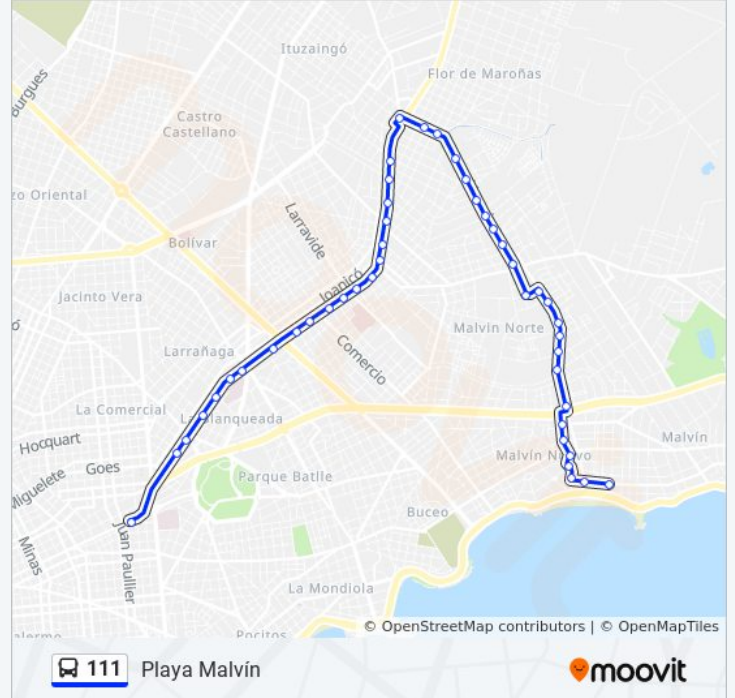 Ituzaingó
Flor de Maroñas
Burgues
Castro
Castellano
zo Oriental
Larravide
Bolívar
Joanicó
Jacinto Vera
ó
Malvin Norte
Larrañaga
Comercio
La Comercial
La Blanqueada
Hocquart
Malvín
Goes
Malvín Nuevo
Miguelete
Parque Batlle
Buceo
Juan Paullier
Minas
La Mondiola
© OpenStreetMap contributors | © OpenMapTiles
alermo
Pocitos
111 Playa Malvín
moovit